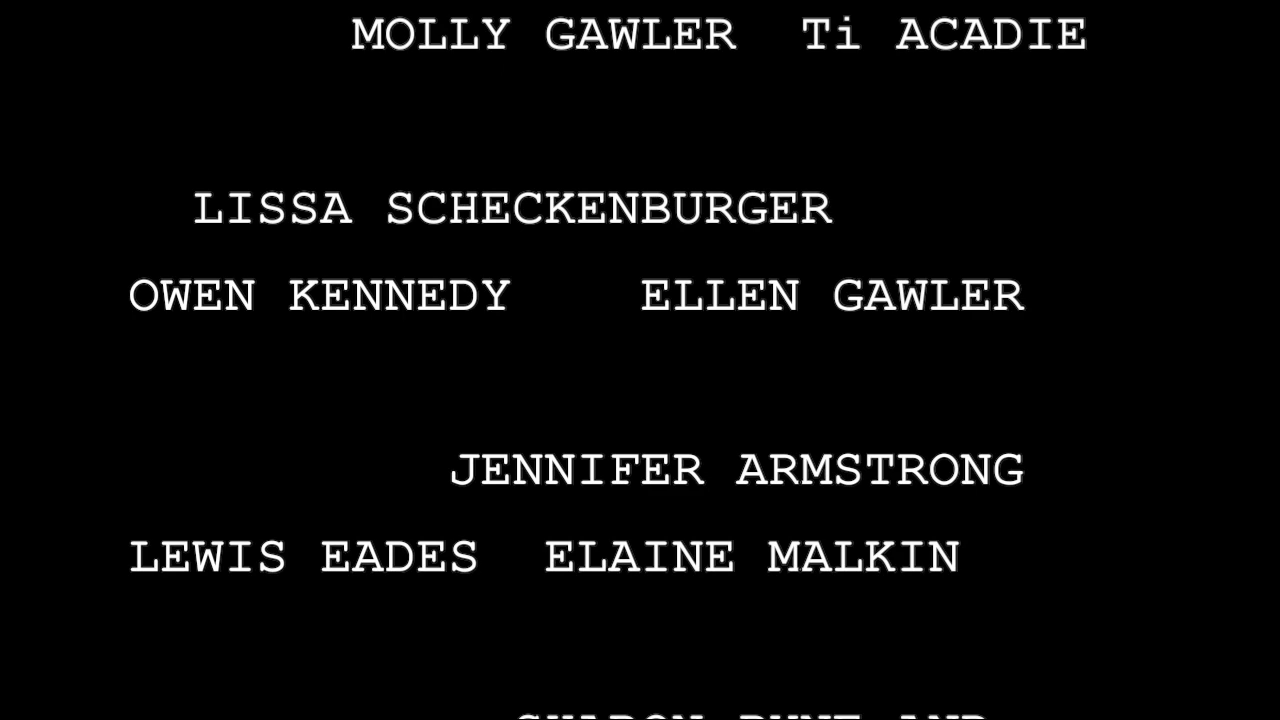 MOLLY GAWLER  Ti ACADIE
LISSA SCHECKENBURGER
OWEN KENNEDY    ELLEN GAWLER
JENNIFER ARMSTRONG
LEWIS EADES  ELAINE MALKIN